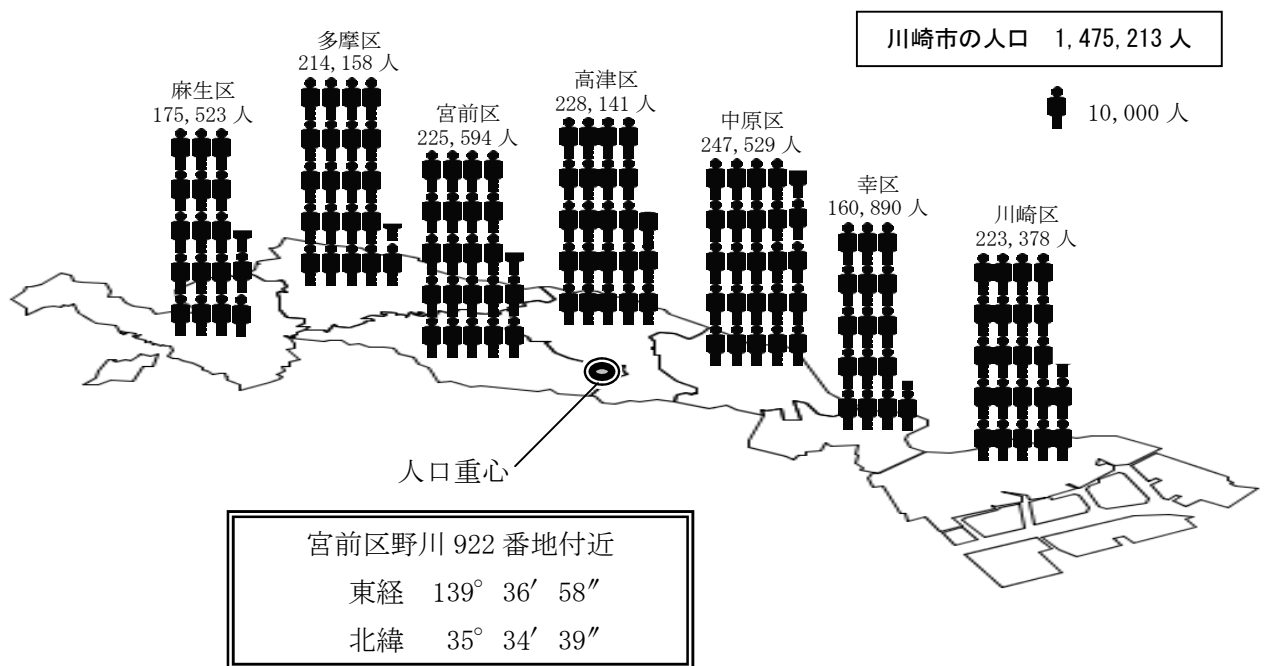 川崎市の人口 1,475,213 人
10,000 人
多摩区
214,158 人
麻生区
175,523 人
宮前区
225,594 人
高津区
228,141 人
中原区
247,529 人
幸区
160,890 人
川崎区
223,378 人
人口重心
宮前区野川 922 番地付近
東経 139° 36′ 58″
北緯 35° 34′ 39″